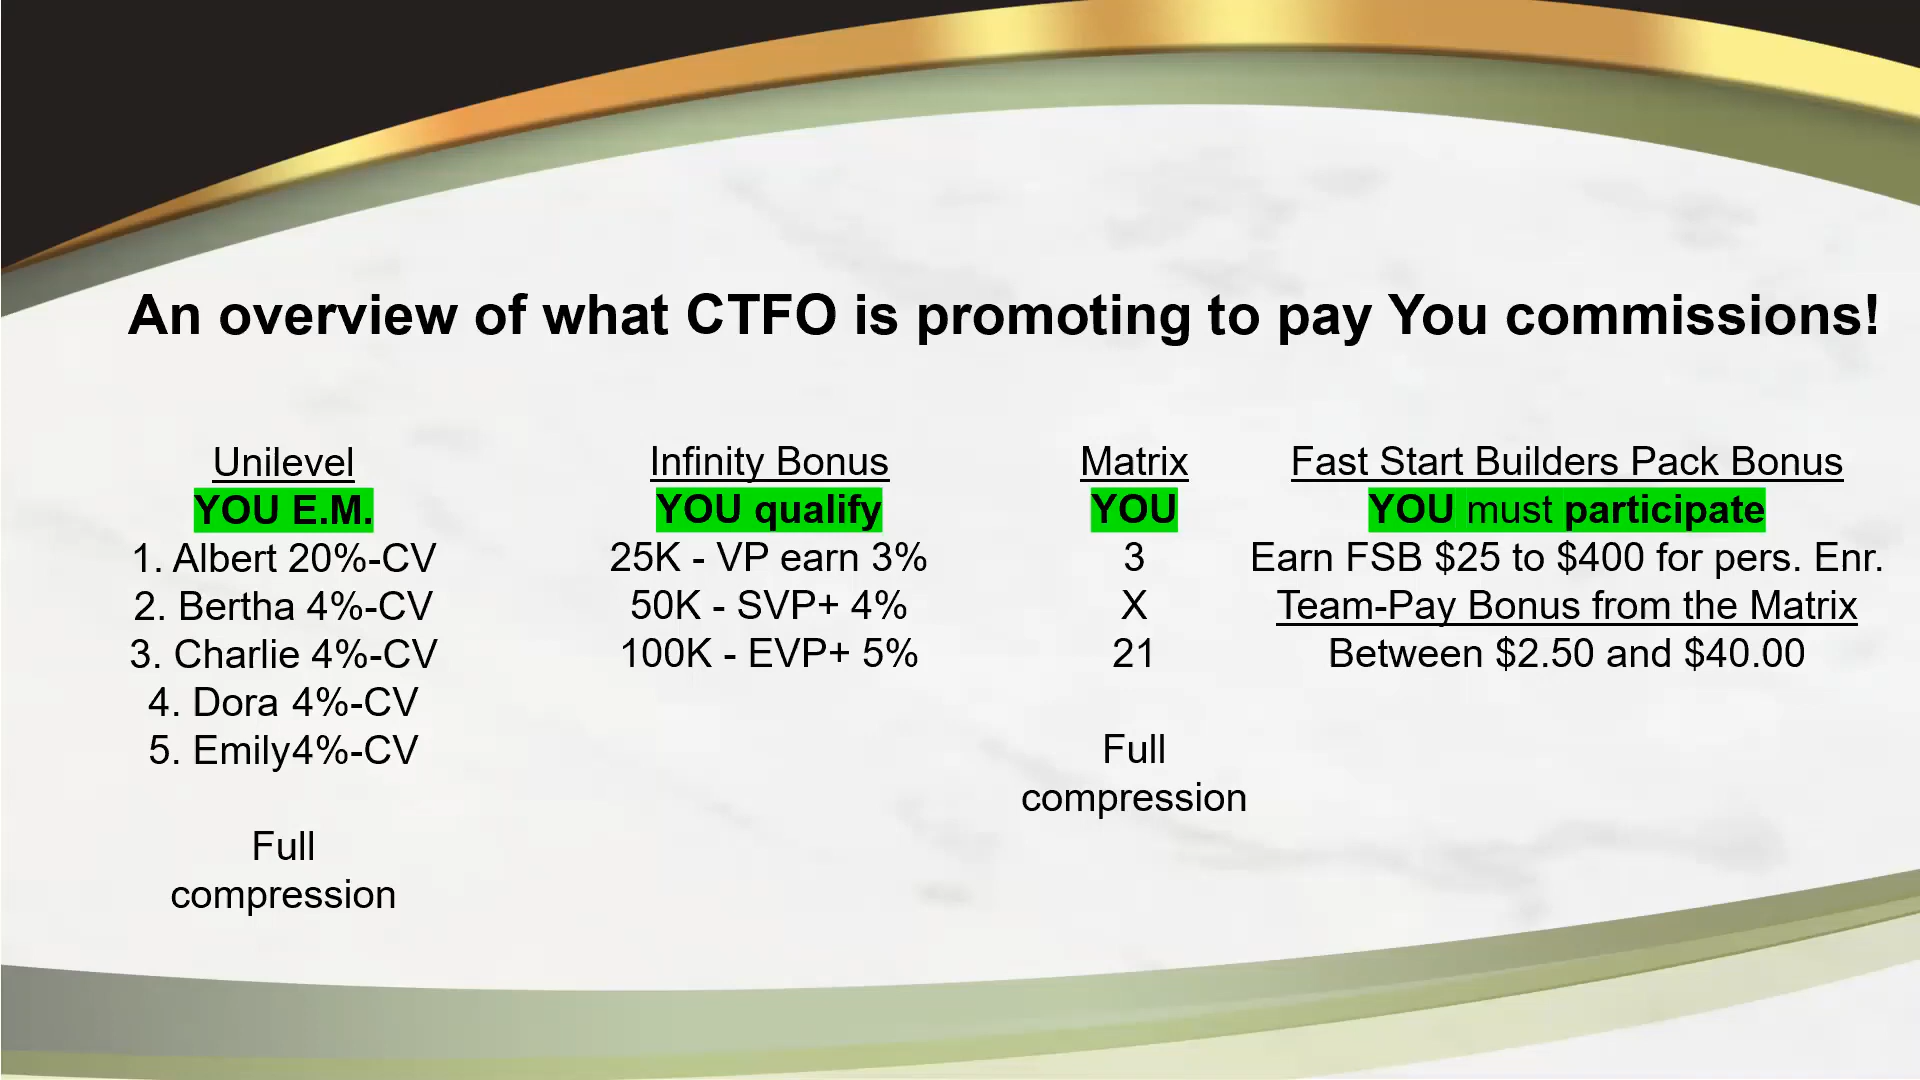 An overview of what CTFO is promoting to pay You commissions!
Unilevel
YOU E.M.
1. Albert 20%-CV
2. Bertha 4%-CV
3. Charlie 4%-CV
4. Dora 4%-CV
5. Emily4%-CV
Full
compression
Infinity Bonus
YOU qualify
25K - VP earn 3%
50K - SVP+ 4%
100K - EVP+ 5%
Matrix
YOU
3
X
21
Full
compression
Fast Start Builders Pack Bonus
YOU must participate
Earn FSB $25 to $400 for pers. Enr.
Team-Pay Bonus from the Matrix
Between $2.50 and $40.00